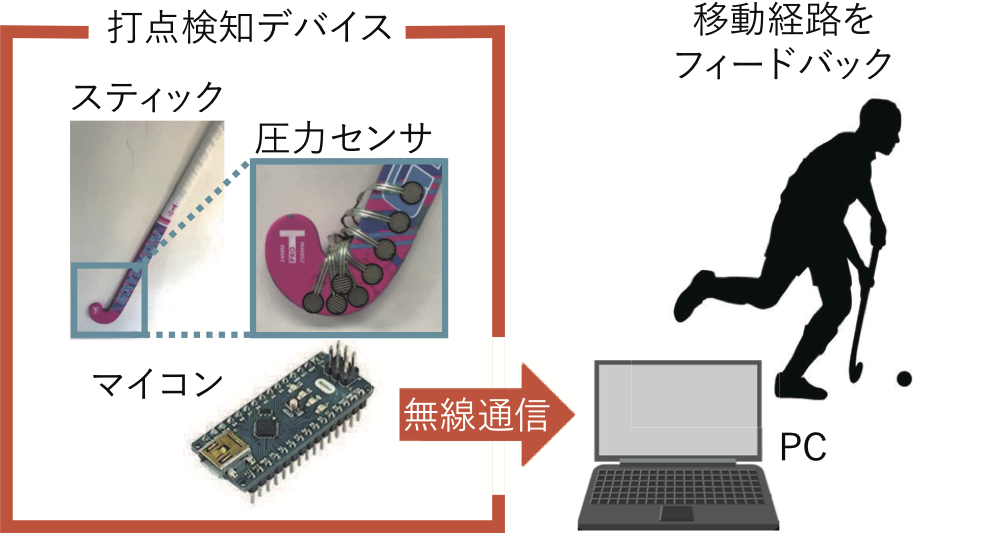 打点検知デバイス
移動経路を
フィードバック
スティック
圧力センサ
T
PRO
マイコン
無線通信
PC